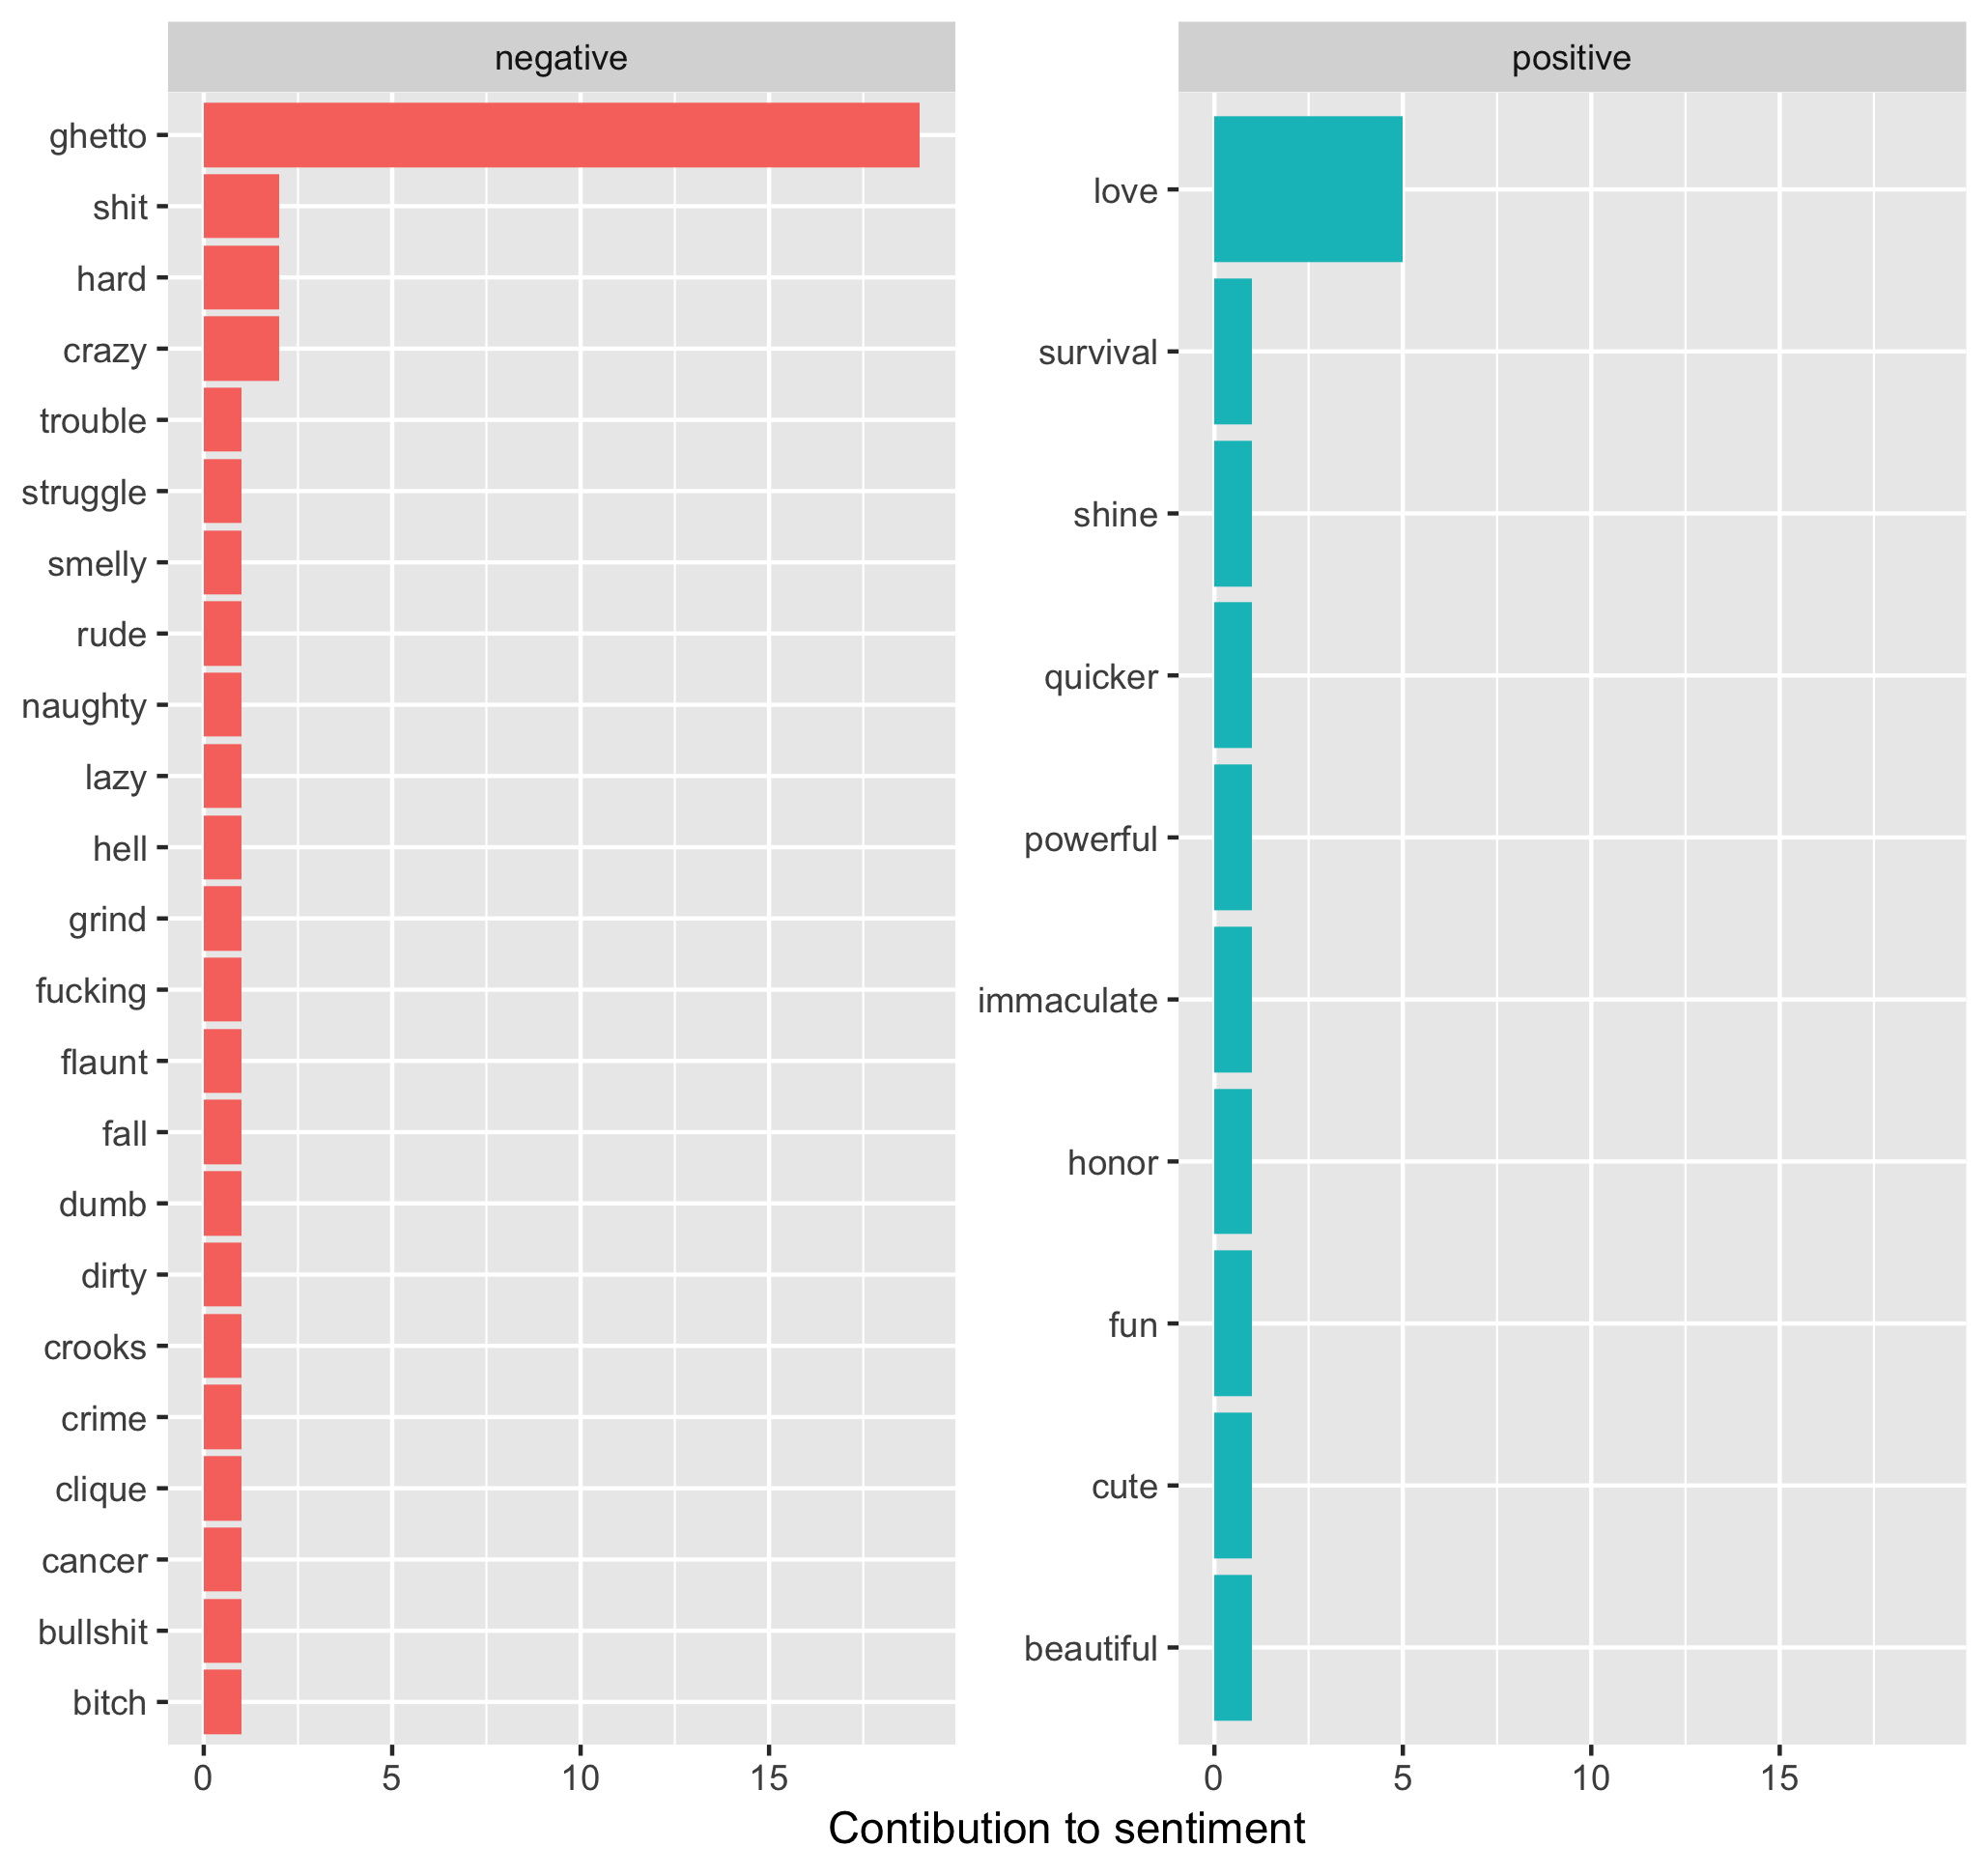 negative
ghetto
shit
hard
crazy
trouble
struggle
smelly
rude
naughty
lazy
hell
grind
fucking
flaunt
fall
dumb
dirty
crooks
crime
clique
cancer
bullshit
bitch
0 5 10 15
positive
love
survival
shine
quicker
powerful
immaculate
honor
fun
cute
beautiful
0 5 10 15
Contibution to sentiment